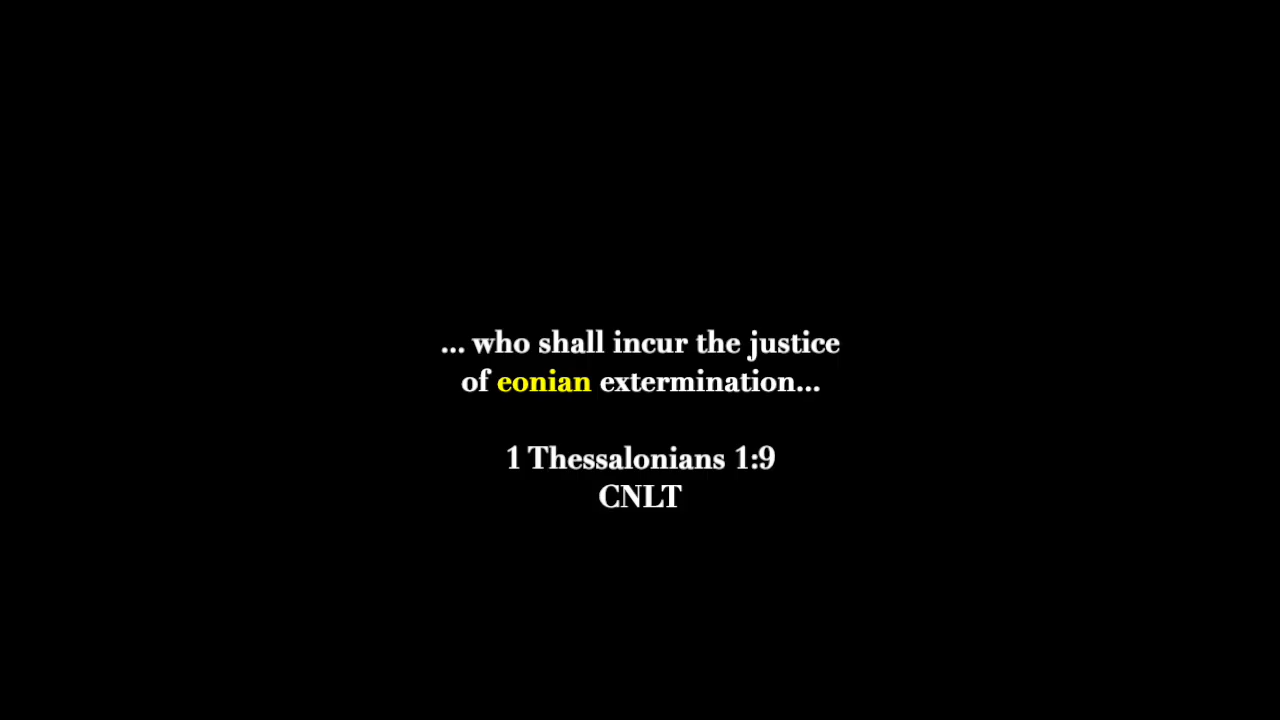 ... who shall incur the justice
of eonian extermination...
1 Thessalonians 1:9
CNLT